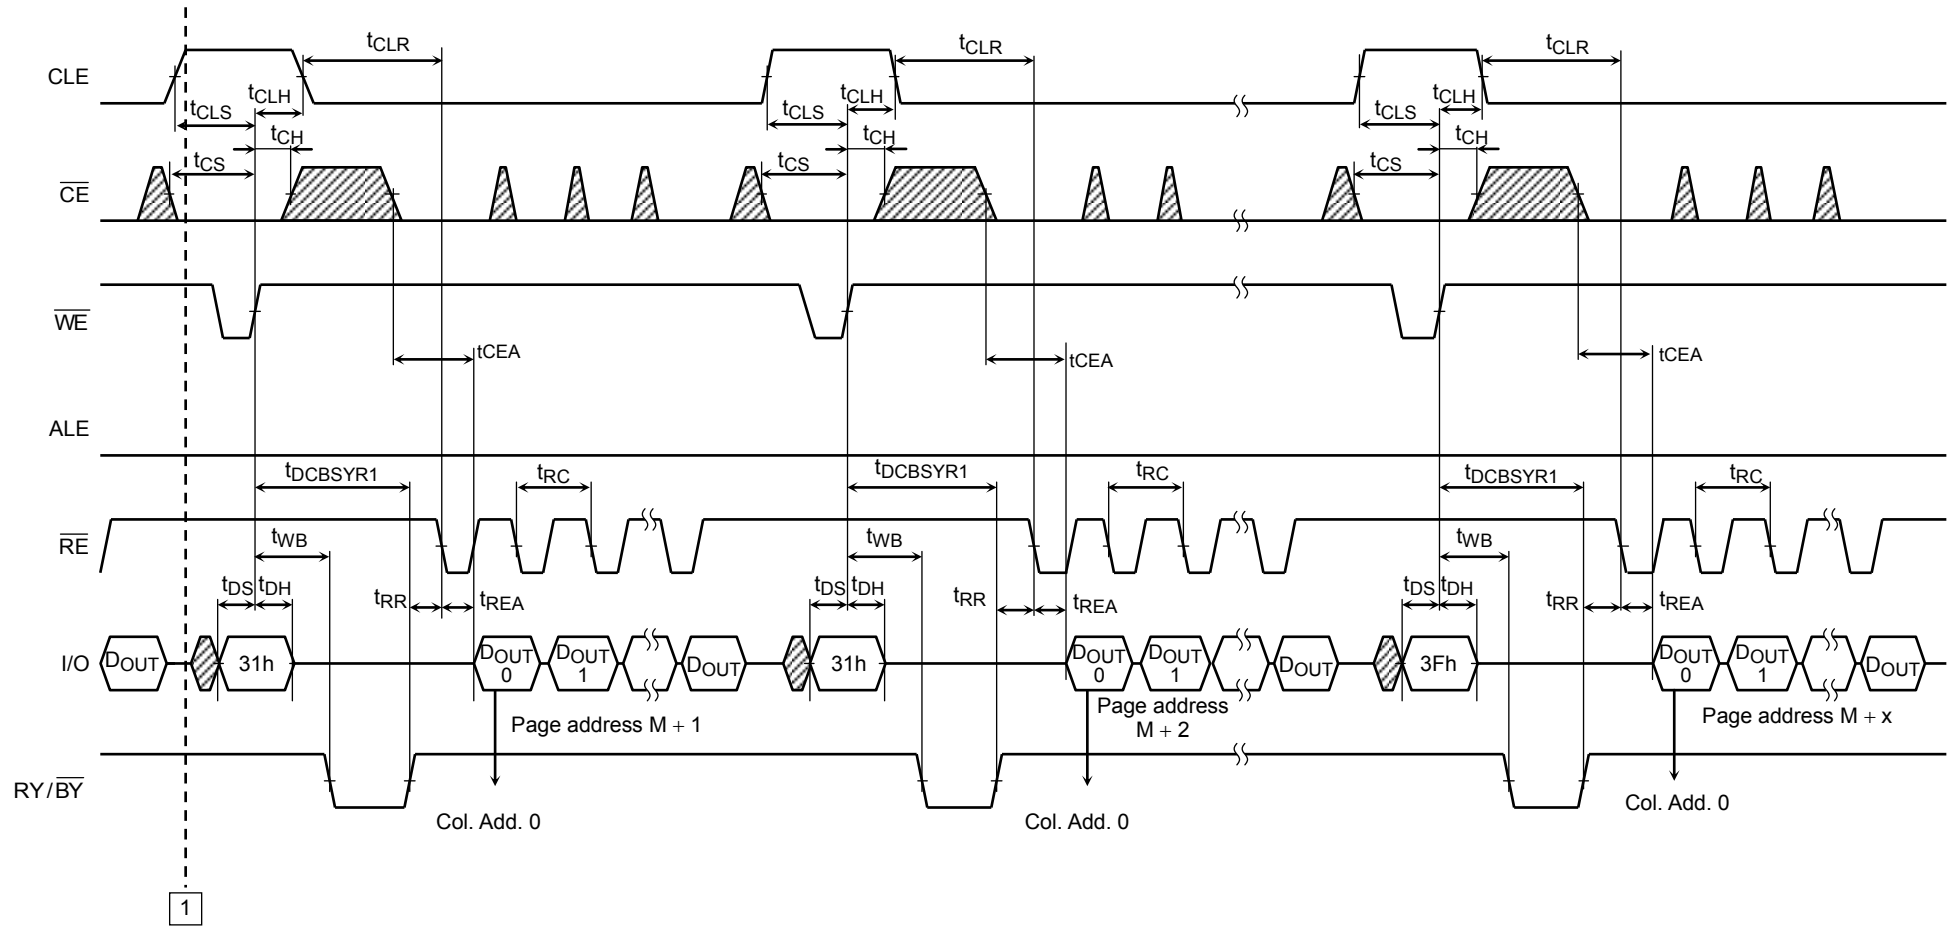 CLE
tCLR
tCLR
tCLR
tCLH
tCLH
tCLH
tCLS
tCLS
tCLS
tCH
tCH
tCH
CE
tCS
tCS
tCS
WE
tCEA
tCEA
tCEA
ALE
tDCBSYR1
tRC
tDCBSYR1
tRC
tDCBSYR1
tRC
RE
tWB
tWB
tWB
tDS tDH
tRR
tREA
tDS tDH
tRR
tREA
tDS tDH
tRR
tREA
I/O
DOUT
31h
DOUT 0
DOUT 1
DOUT
31h
DOUT 0
DOUT 1
DOUT
3Fh
DOUT 0
DOUT 1
DOUT
Page address M + 1
Page address
M + 2
Page address M + x
RY/BY
Col. Add. 0
Col. Add. 0
Col. Add. 0
1